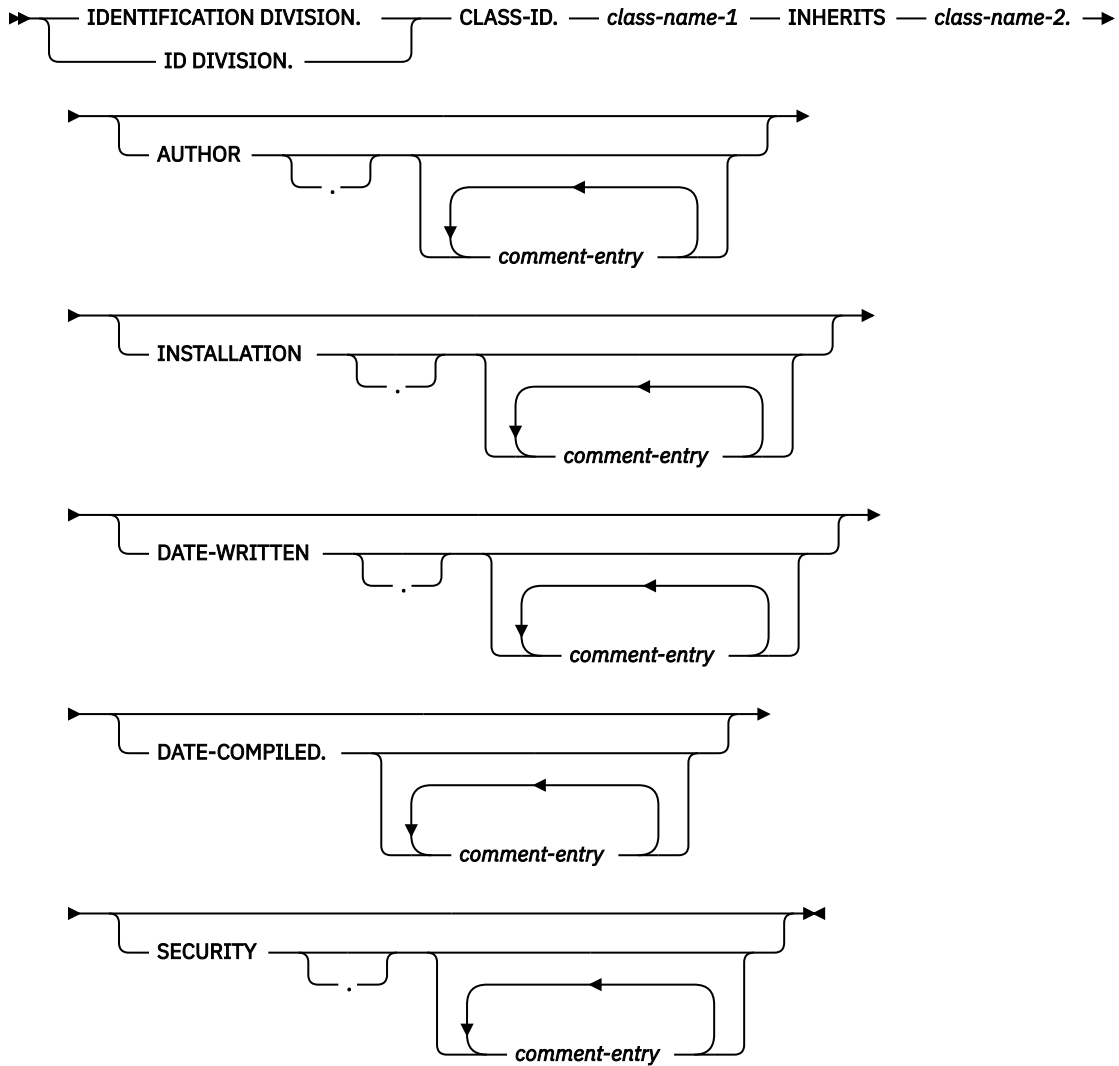 IDENTIFICATION DIVISION. CLASS-ID. class-name-1 INHERITS class-name-2.
ID DIVISION.
AUTHOR
.
comment-entry
INSTALLATION
.
comment-entry
DATE-WRITTEN
.
comment-entry
DATE-COMPILED.
comment-entry
SECURITY
.
comment-entry